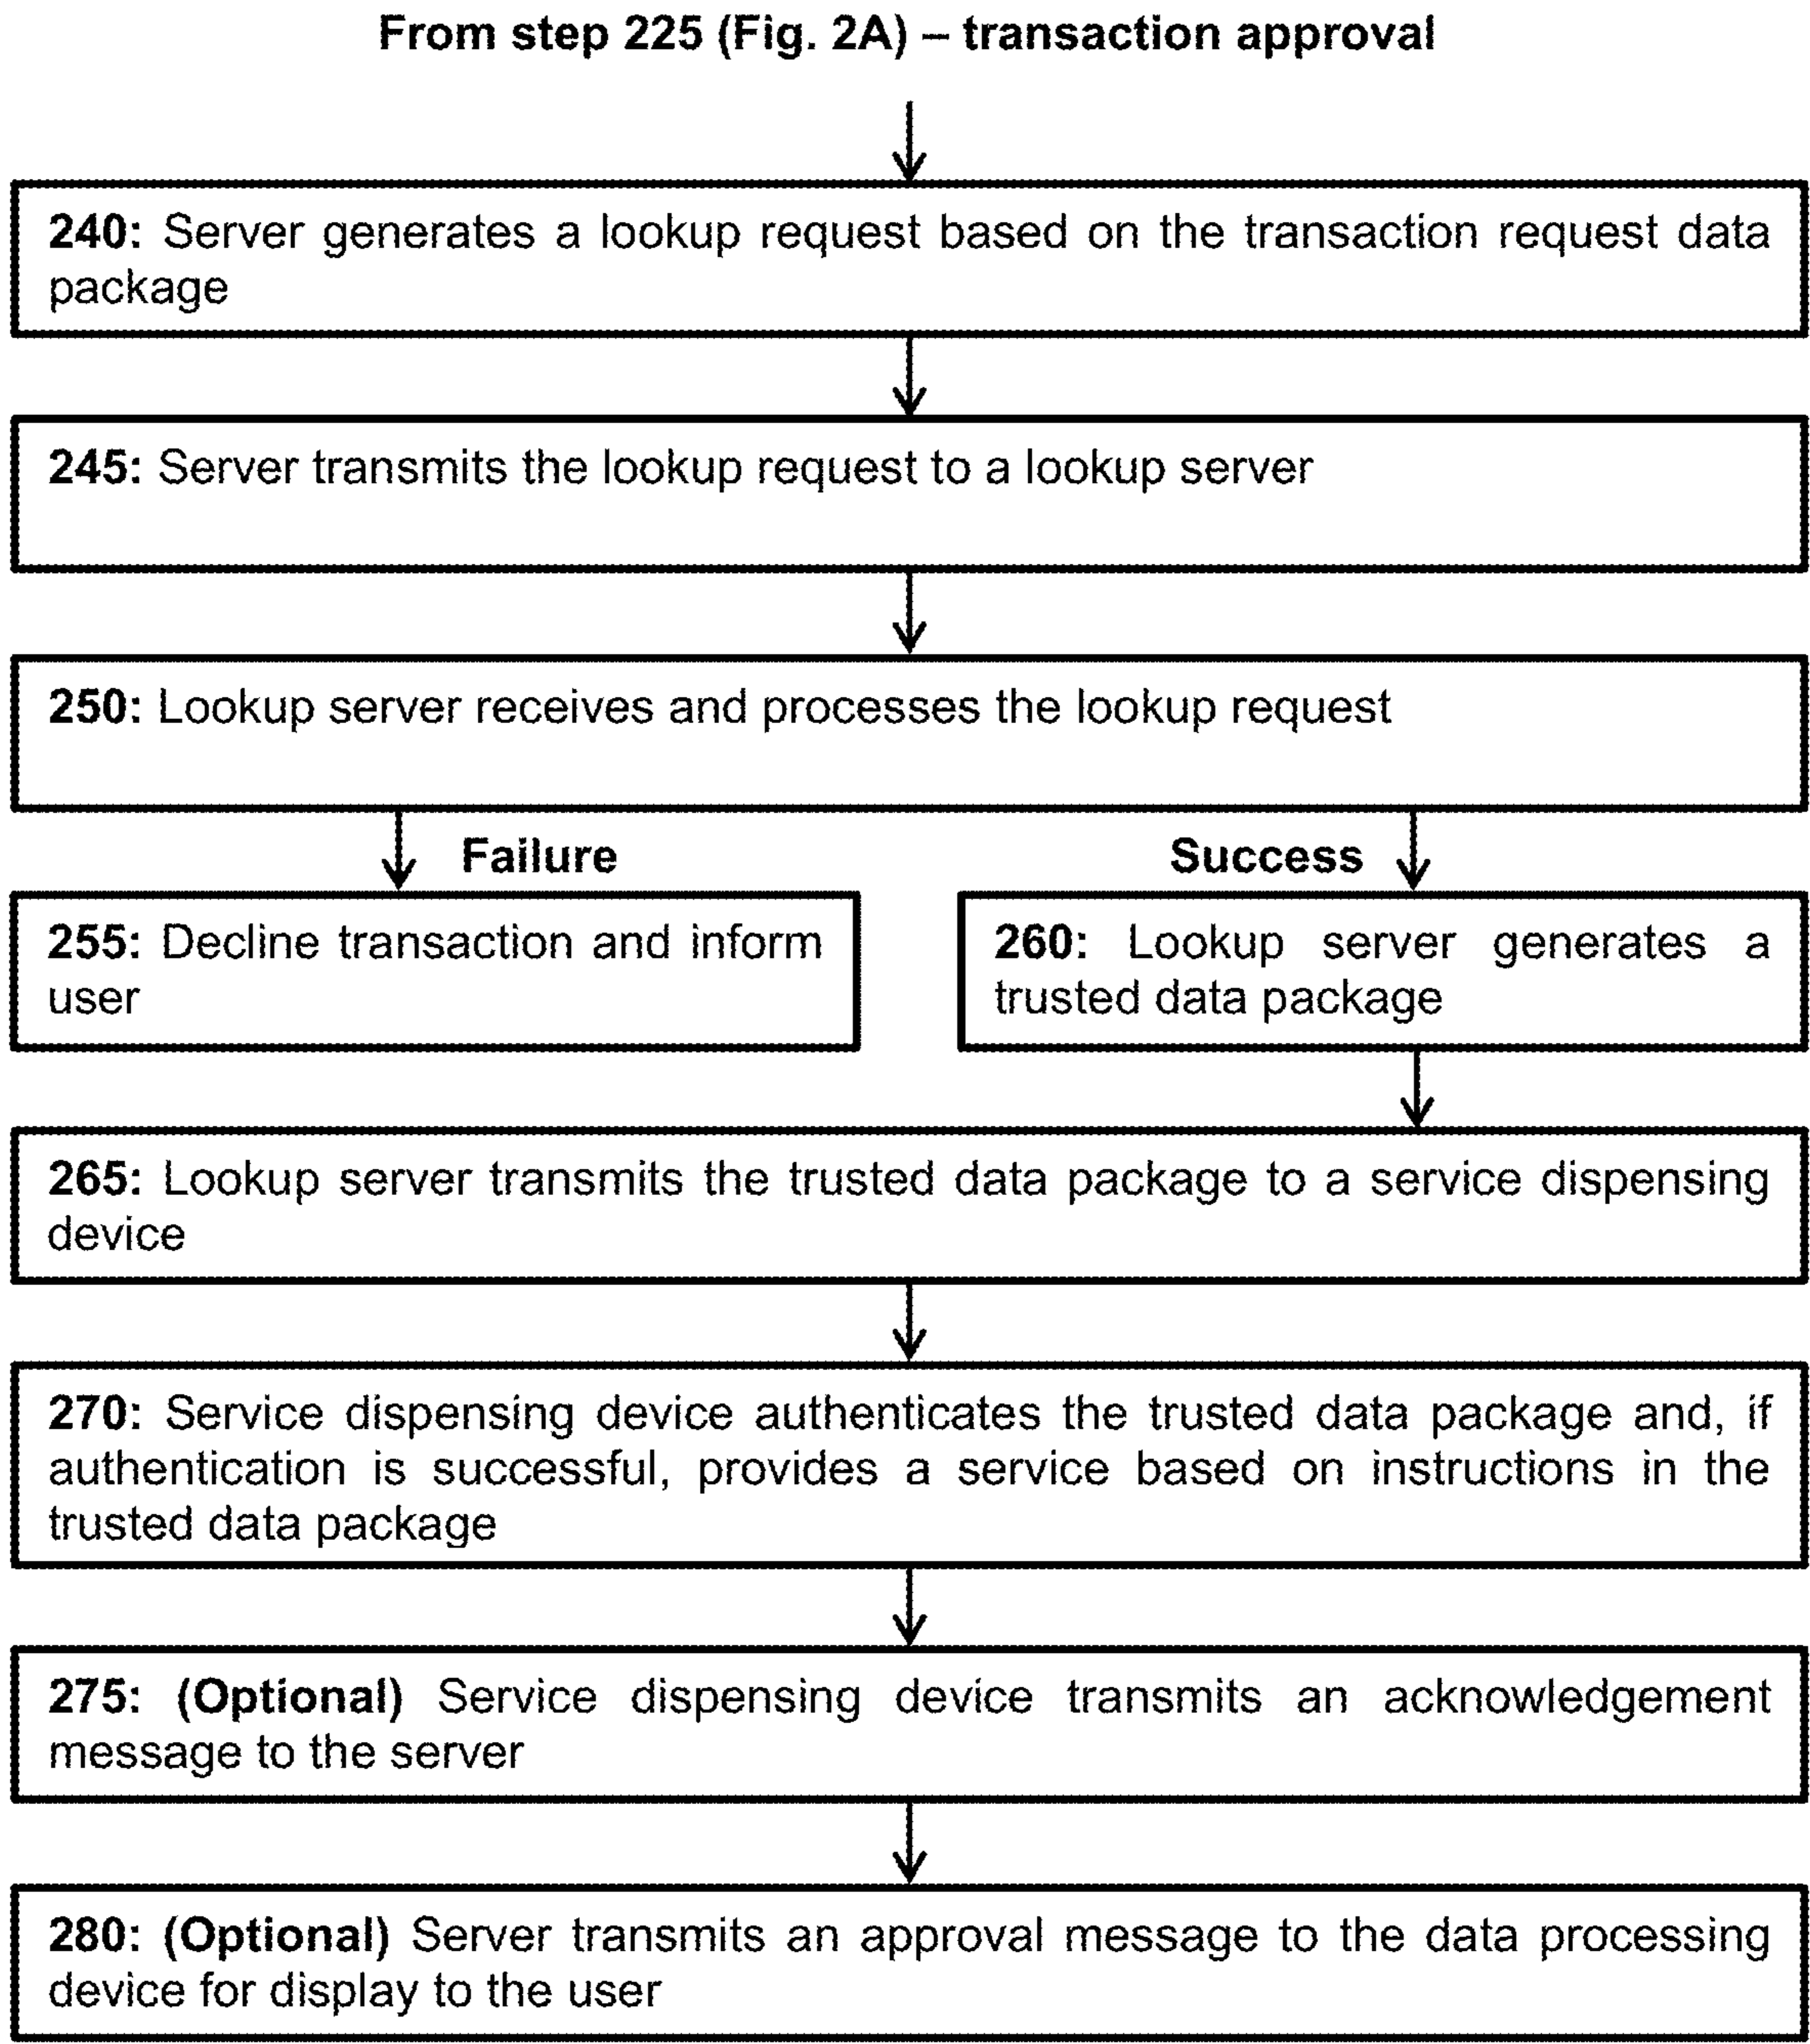 From step 225 (Fig. 2A) – transaction approval
240: Server generates a lookup request based on the transaction request data
package
245: Server transmits the lookup request to a lookup server
250: Lookup server receives and processes the lookup request
Failure
Success
255: Decline transaction and inform
user
260: Lookup server generates a
trusted data package
265: Lookup server transmits the trusted data package to a service dispensing
device
270: Service dispensing device authenticates the trusted data package and, if
authentication is successful, provides a service based on instructions in the
trusted data package
275: (Optional) Service dispensing device transmits an acknowledgement
message to the server
280: (Optional) Server transmits an approval message to the data processing
device for display to the user